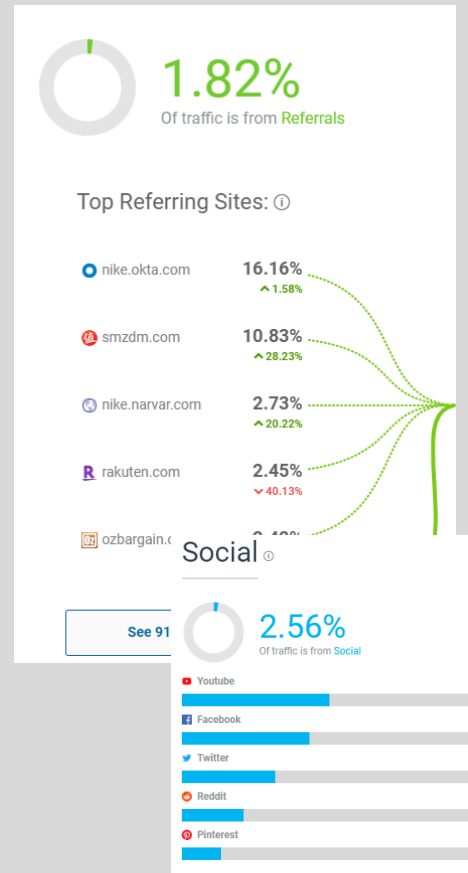 1.82%
Of traffic is from Referrals
Top Referring Sites:
nike.okta.com 16.16%
1.58%
smzdm.com 10.83%
28.23%
nike.narvar.com 2.73%
20.22%
rakuten.com 2.45%
40.13%
See 91
Social
2.56%
Of traffic is from Social
Youtube
Facebook
Twitter
Reddit
Pinterest